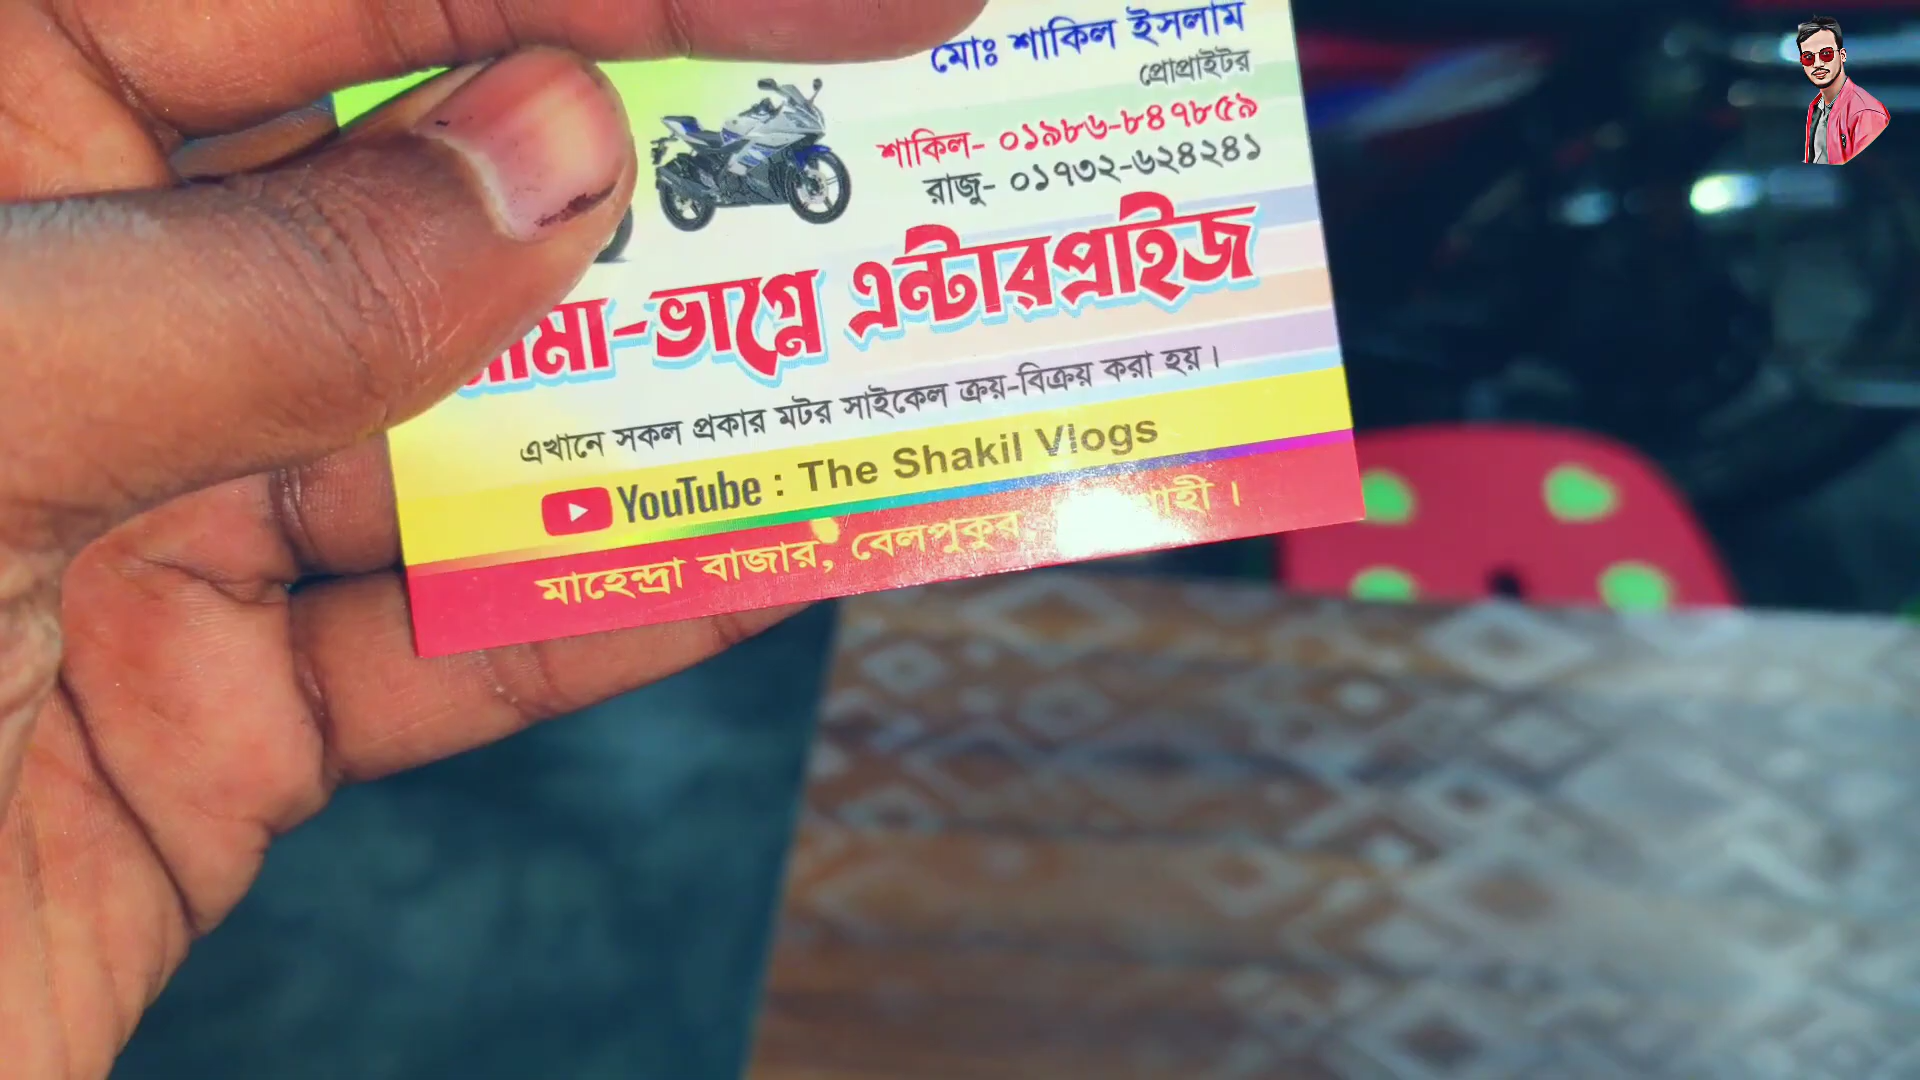 মোঃ শাকিল ইসলাম
প্রোপ্রাইটর
শাকিল- ০১৯৮৬-৮৪৭৮৫৯
রাজু- ০১৭৩২-৬২৪২৪১
মামা-ভাগ্নে এন্টারপ্রাইজ
এখানে সকল প্রকার মটর সাইকেল ক্রয়-বিক্রয় করা হয়।
YouTube : The Shakil Vlogs
মাহেন্দ্রা বাজার, বেলপুকুর,